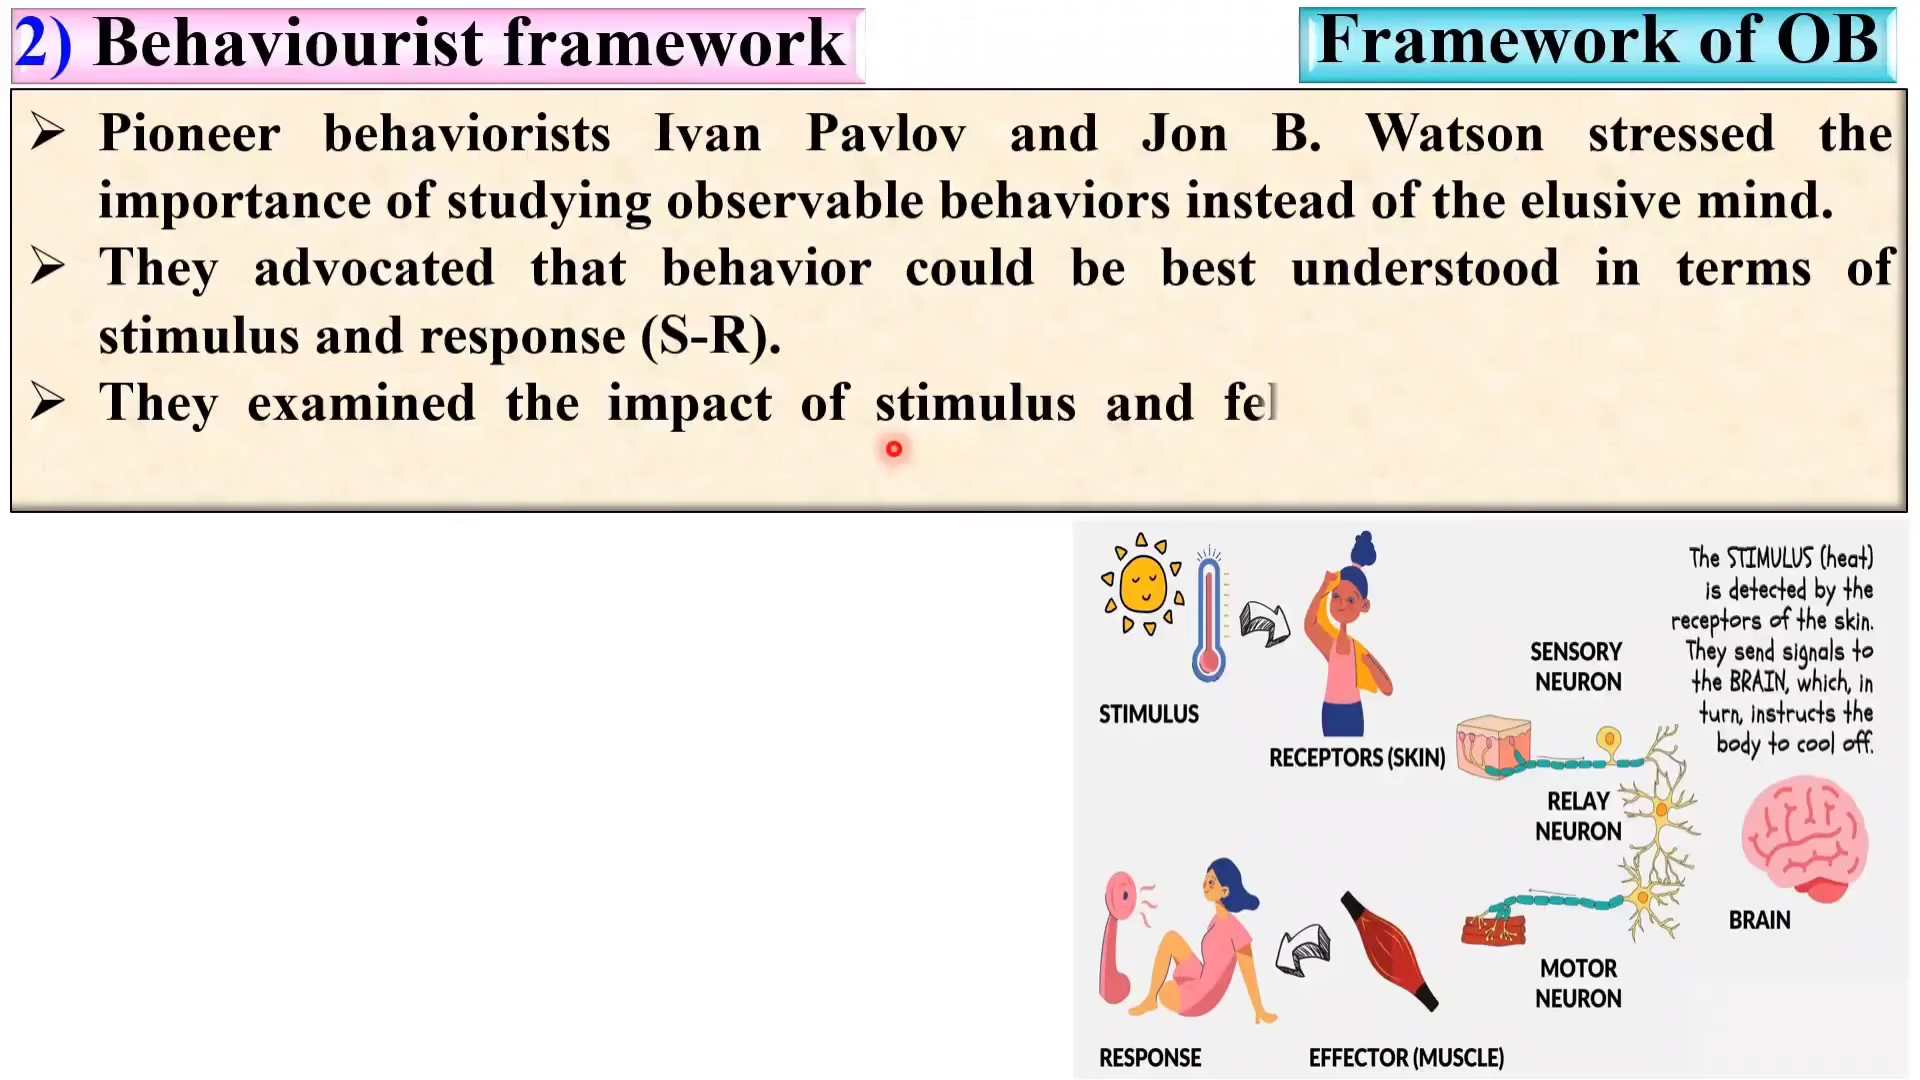 2) Behaviourist framework
Framework of OB
Pioneer behaviorists Ivan Pavlov and Jon B. Watson stressed the
importance of studying observable behaviors instead of the elusive mind.
They advocated that behavior could be best understood in terms of
stimulus and response (S-R).
They examined the impact of stimulus and
The STIMULUS (heat)
is detected by the
receptors of the skin.
They send signals to
the BRAIN, which, in
turn, instructs the
body to cool off.
STIMULUS
RECEPTORS (SKIN)
SENSORY
NEURON
RELAY
NEURON
BRAIN
MOTOR
NEURON
RESPONSE
EFFECTOR (MUSCLE)